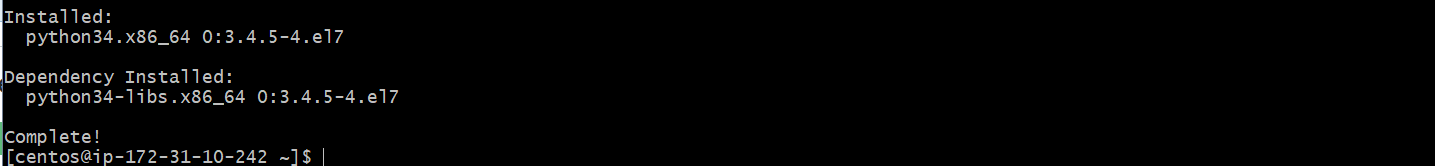 Installed:
  python34.x86_64 0:3.4.5-4.el7
Dependency Installed:
  python34-libs.x86_64 0:3.4.5-4.el7
Complete!
[centos@ip-172-31-10-242 ~]$